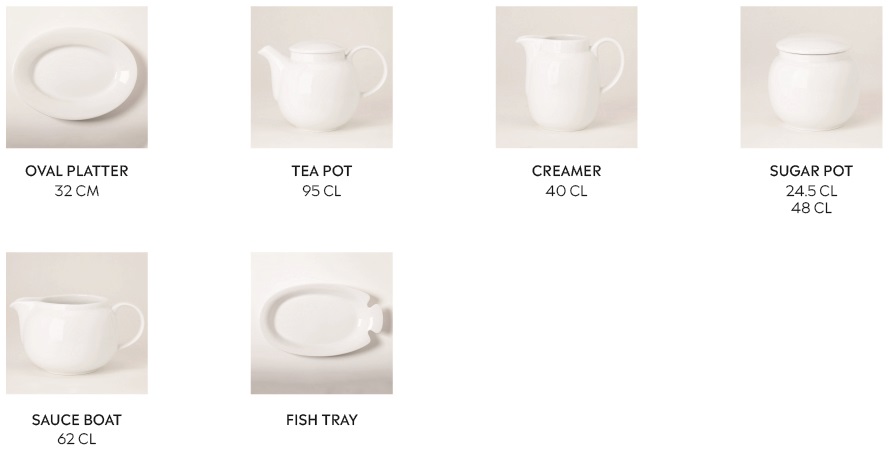 OVAL PLATTER
32 CM
TEA POT
95 CL
CREAMER
40 CL
SUGAR POT
24.5 CL
48 CL
SAUCE BOAT
62 CL
FISH TRAY